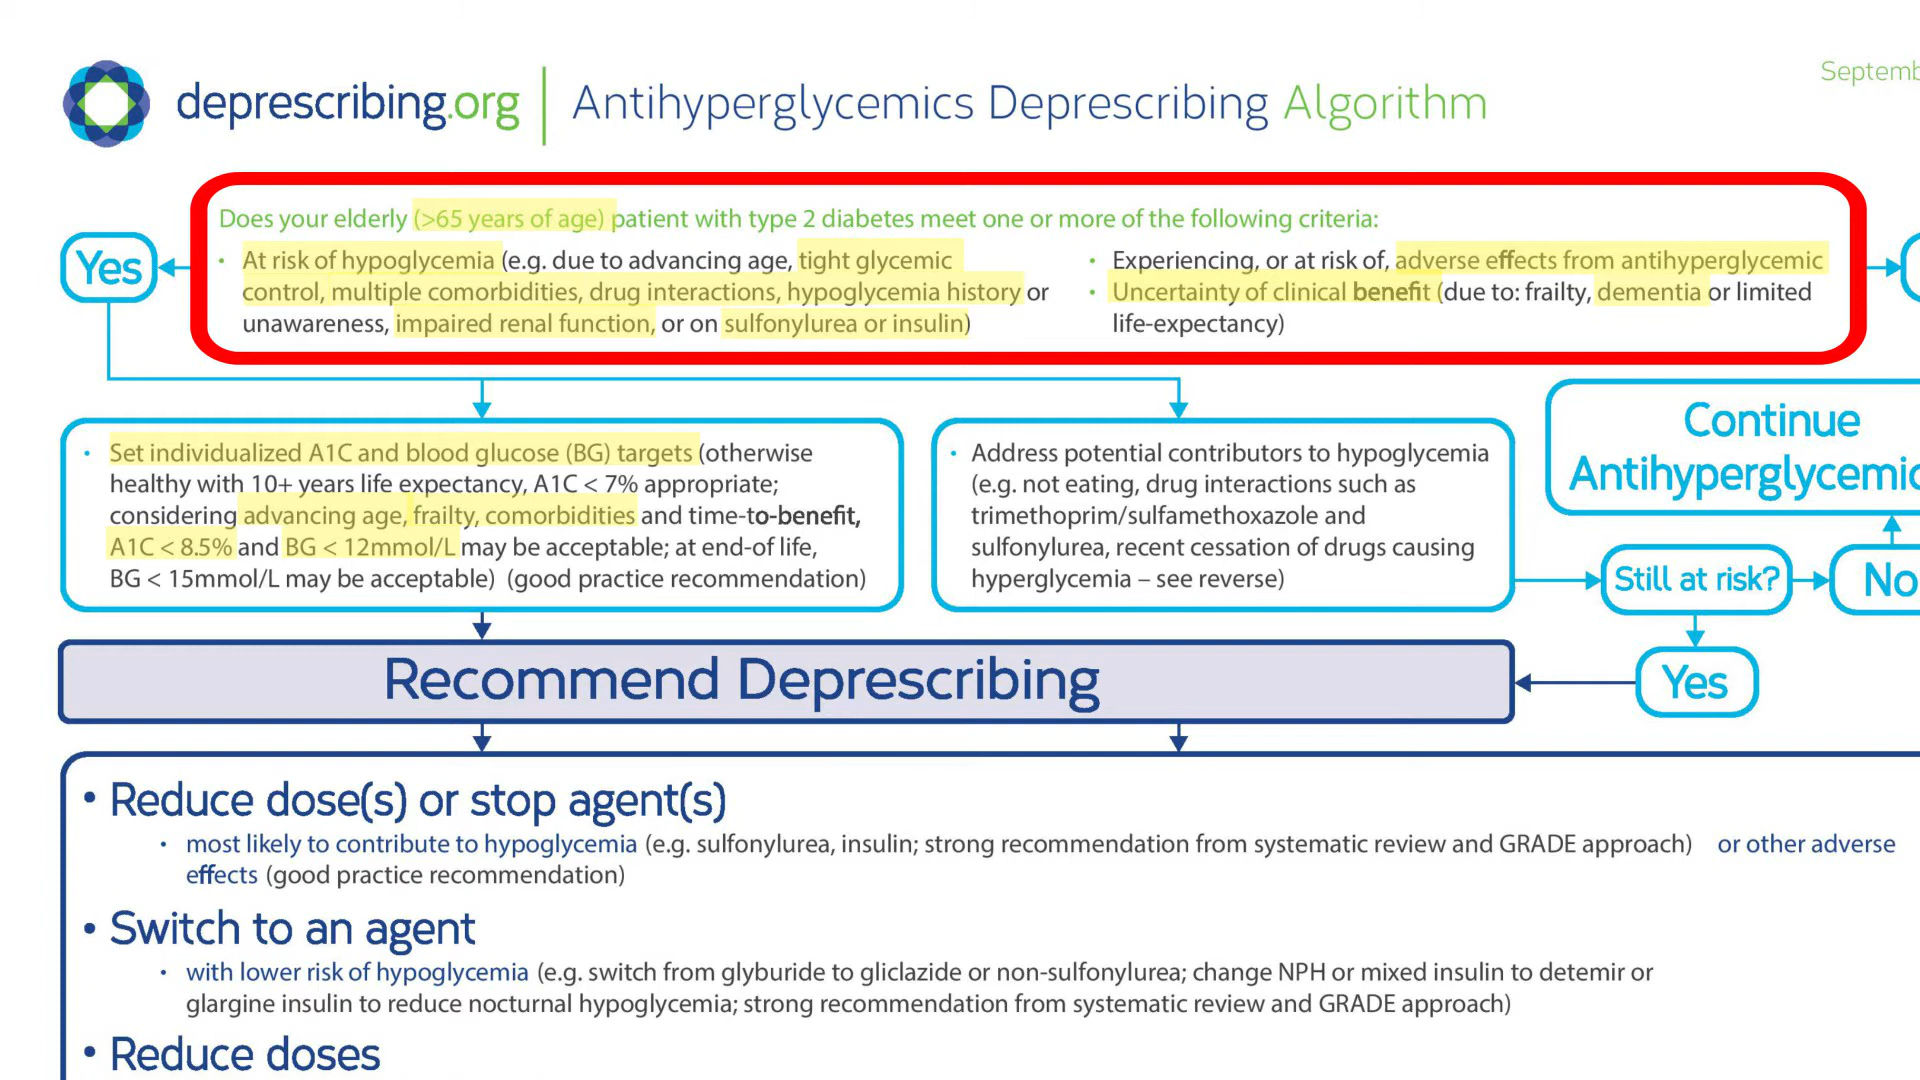 deprescribing.org | Antihyperglycemics Deprescribing Algorithm
Septemb
Does your elderly (>65 years of age) patient with type 2 diabetes meet one or more of the following criteria:
Yes
• At risk of hypoglycemia (e.g. due to advancing age, tight glycemic
control, multiple comorbidities, drug interactions, hypoglycemia history or
unawareness, impaired renal function, or on sulfonylurea or insulin)
• Experiencing, or at risk of, adverse effects from antihyperglycemic
• Uncertainty of clinical benefit (due to: frailty, dementia or limited
life-expectancy)
• Set individualized A1C and blood glucose (BG) targets (otherwise
healthy with 10+ years life expectancy, A1C < 7% appropriate;
considering advancing age, frailty, comorbidities and time-to-benefit,
A1C < 8.5% and BG < 12mmol/L may be acceptable; at end-of life,
BG < 15mmol/L may be acceptable) (good practice recommendation)
• Address potential contributors to hypoglycemia
(e.g. not eating, drug interactions such as
trimethoprim/sulfamethoxazole and
sulfonylurea, recent cessation of drugs causing
hyperglycemia – see reverse)
Continue
Antihyperglycemic
Still at risk?
No
Yes
Recommend Deprescribing
• Reduce dose(s) or stop agent(s)
• most likely to contribute to hypoglycemia (e.g. sulfonylurea, insulin; strong recommendation from systematic review and GRADE approach) or other adverse
effects (good practice recommendation)
• Switch to an agent
• with lower risk of hypoglycemia (e.g. switch from glyburide to gliclazide or non-sulfonylurea; change NPH or mixed insulin to detemir or
glargine insulin to reduce nocturnal hypoglycemia; strong recommendation from systematic review and GRADE approach)
• Reduce doses